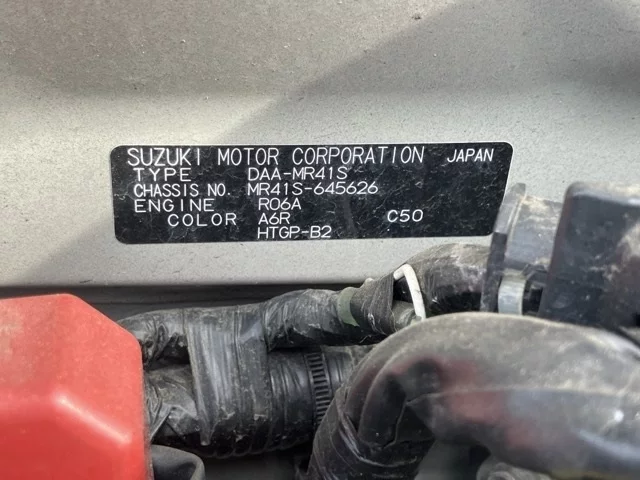 SUZUKI MOTOR CORPORATION JAPAN
TYPE DAA-MR41S
CHASSIS NO. MR41S-645626
ENGINE R06A
COLOR A6R C50
HTGP-B2